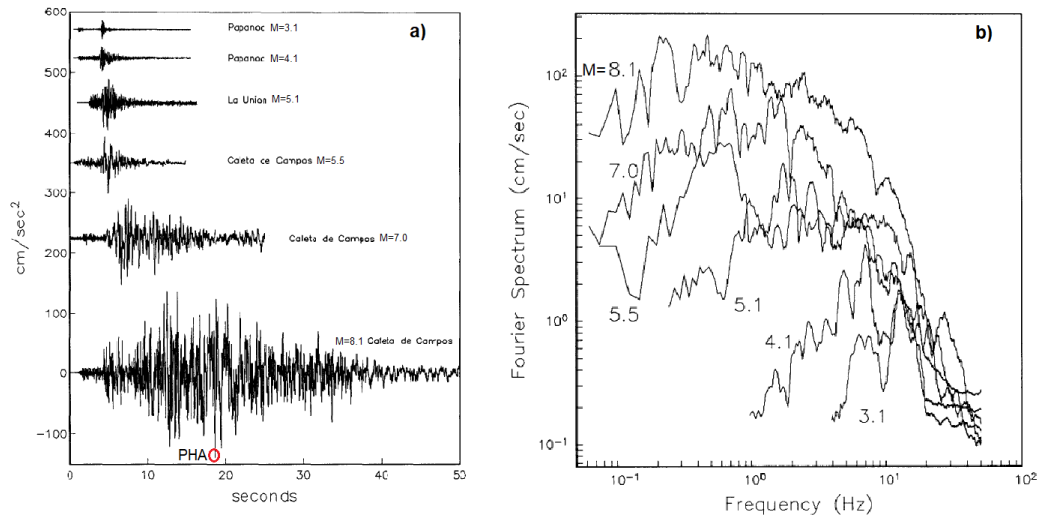 a)
600
500
400
300
200
100
0
-100
cm/sec²
Papanoc M=3.1
Papanoc M=4.1
La Union M=5.1
Caleta de Campos M=5.5
Caleta de Campos M=7.0
M=8.1 Caleta de Campos
PHA
0 10 20 30 40 50
seconds
b)
10²
10¹
10⁰
10⁻¹
Fourier Spectrum (cm/sec)
M=8.1
7.0
5.5
5.1
4.1
3.1
10⁻¹ 10⁰ 10¹ 10²
Frequency (Hz)